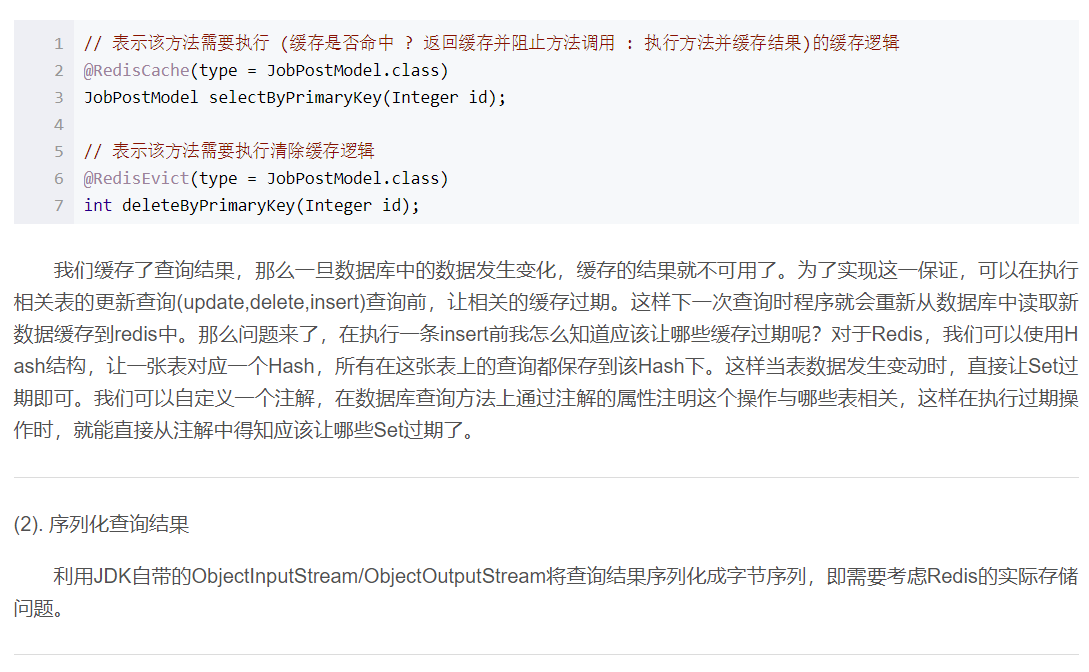 1 // 表示该方法需要执行 (缓存是否命中 ? 返回缓存并阻止方法调用 : 执行方法并缓存结果)的缓存逻辑
2 @RedisCache(type = JobPostModel.class)
3 JobPostModel selectByPrimaryKey(Integer id);
4
5 // 表示该方法需要执行清除缓存逻辑
6 @RedisEvict(type = JobPostModel.class)
7 int deleteByPrimaryKey(Integer id);
我们缓存了查询结果，那么一旦数据库中的数据发生变化，缓存的结果就不可用了。为了实现这一保证，可以在执行
相关表的更新查询(update,delete,insert)查询前，让相关的缓存过期。这样下一次查询时程序就会重新从数据库中读取新
数据缓存到redis中。那么问题来了，在执行一条insert前我怎么知道应该让哪些缓存过期呢？对于Redis，我们可以使用H
ash结构，让一张表对应一个Hash，所有在这张表上的查询都保存到该Hash下。这样当表数据发生变动时，直接让Set过
期即可。我们可以自定义一个注解，在数据库查询方法上通过注解的属性注明这个操作与哪些表相关，这样在执行过期操
作时，就能直接从注解中得知应该让哪些Set过期了。
(2). 序列化查询结果
利用JDK自带的ObjectInputStream/ObjectOutputStream将查询结果序列化成字节序列，即需要考虑Redis的实际存储
问题。